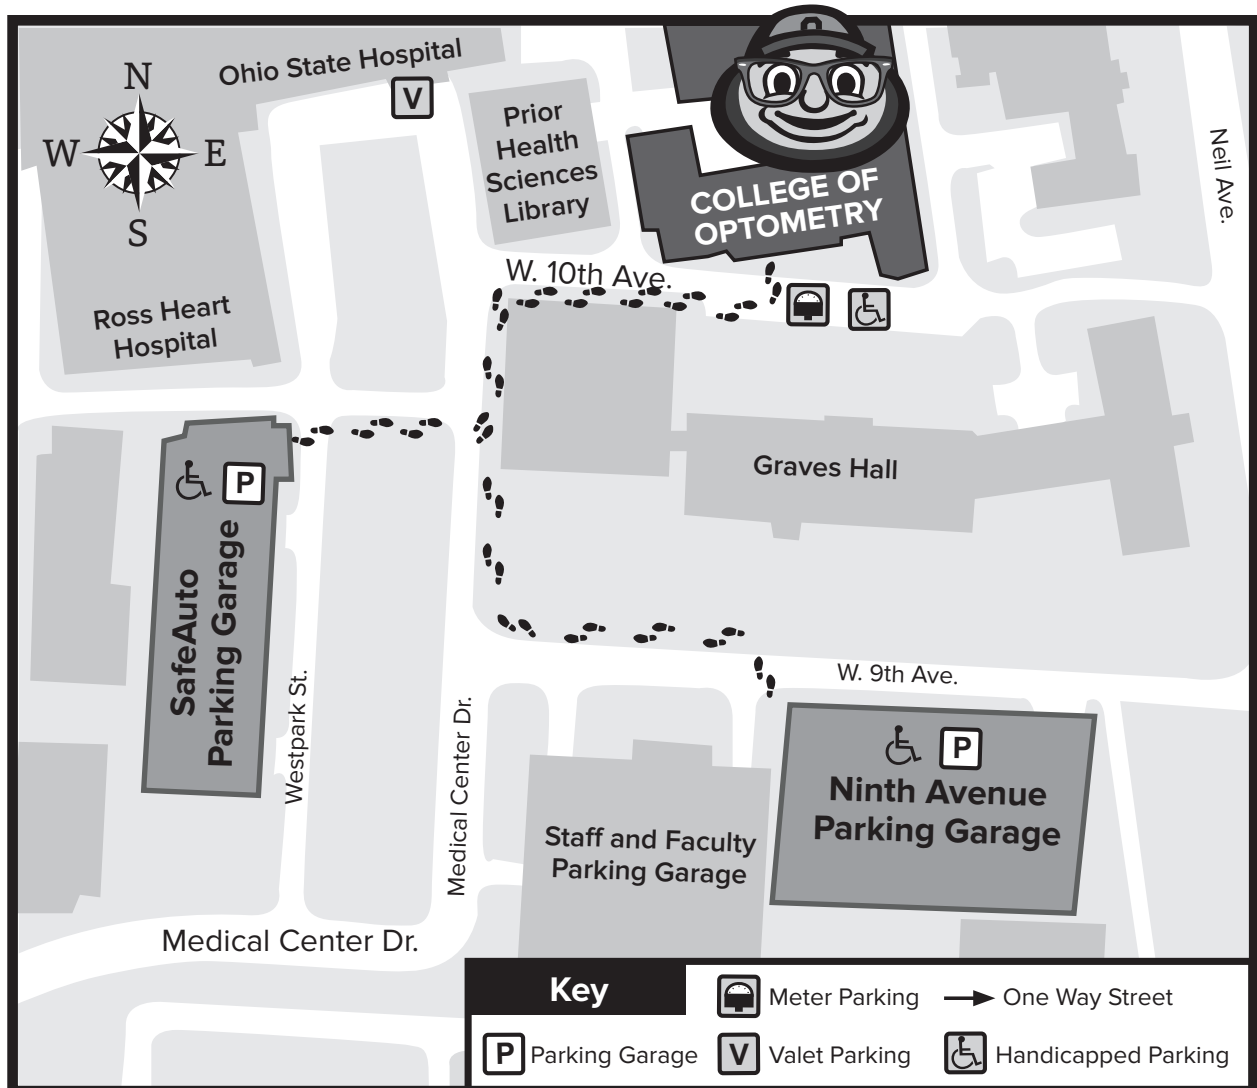 Ohio State Hospital
V
N
W
E
S
Prior
Health
Sciences
Library
COLLEGE OF
OPTOMETRY
Neil Ave.
W. 10th Ave.
Ross Heart
Hospital
P
SafeAuto
Parking Garage
Graves Hall
Westpark St.
Medical Center Dr.
W. 9th Ave.
P
Ninth Avenue
Parking Garage
Staff and Faculty
Parking Garage
Medical Center Dr.
Key
Meter Parking
One Way Street
P Parking Garage
V Valet Parking
Handicapped Parking